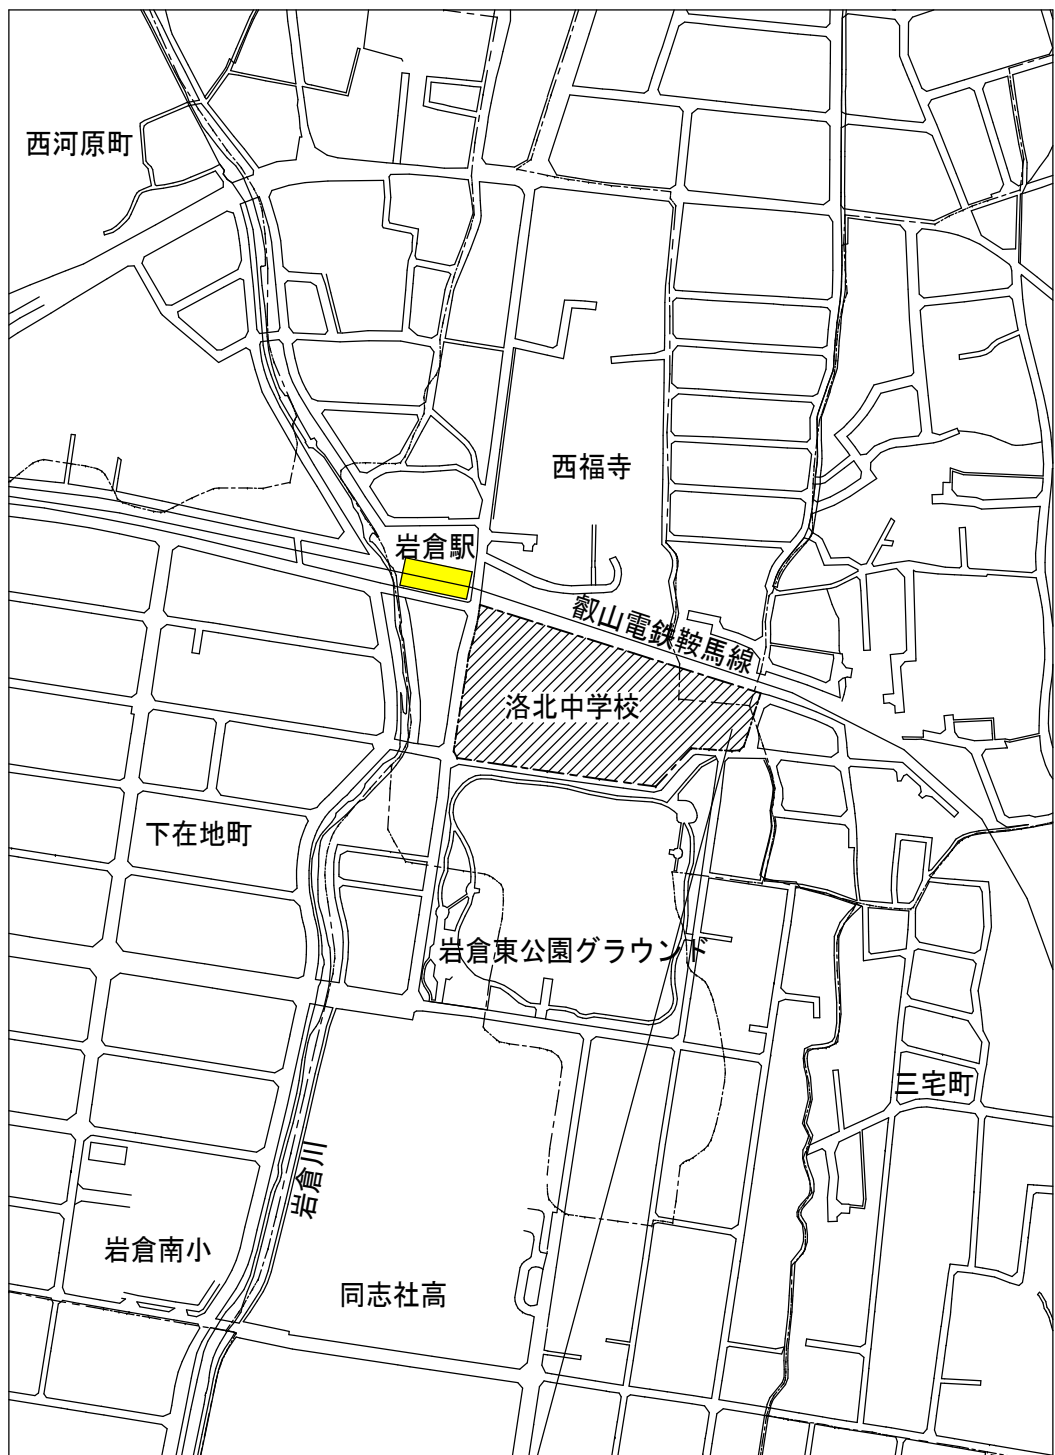 西河原町
西福寺
岩倉駅
叡山電鉄鞍馬線
洛北中学校
下在地町
岩倉東公園グラウンド
三宅町
岩倉川
岩倉南小
同志社高